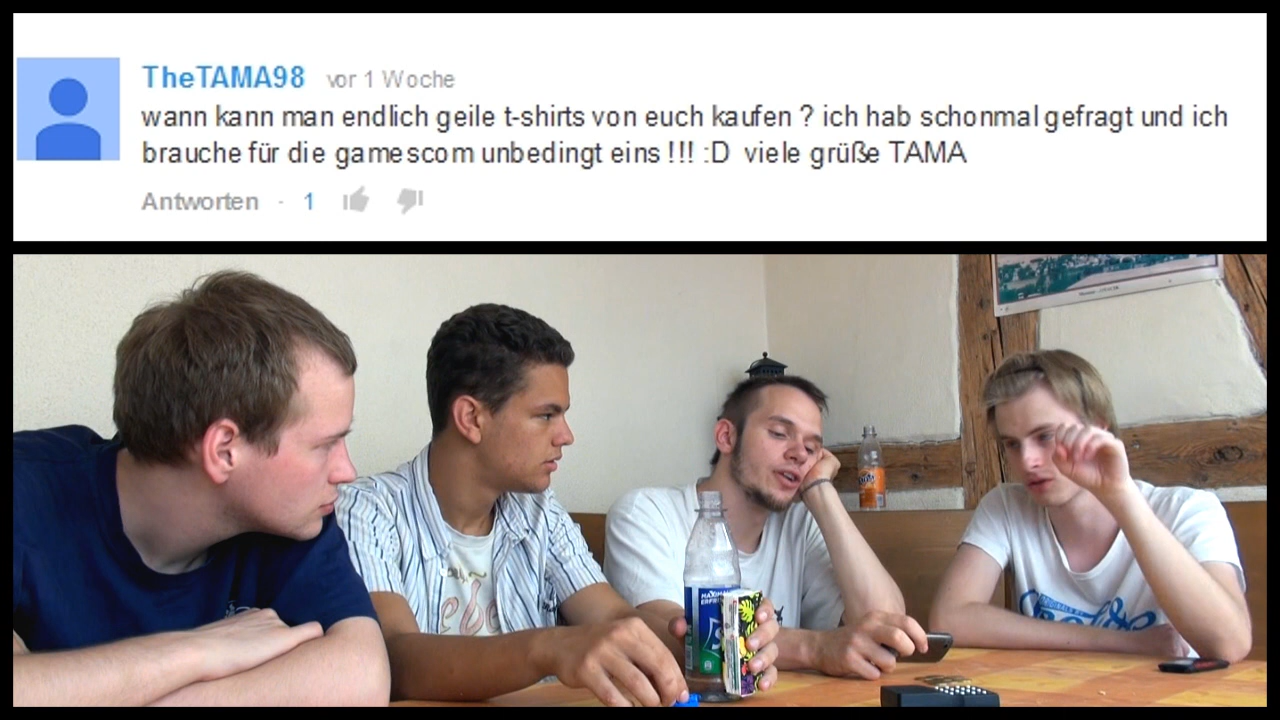 TheTAMA98 vor 1 Woche
wann kann man endlich geile t-shirts von euch kaufen ? ich hab schonmal gefragt und ich
brauche für die gamescom unbedingt eins !!! :D viele grüße TAMA
Antworten · 1